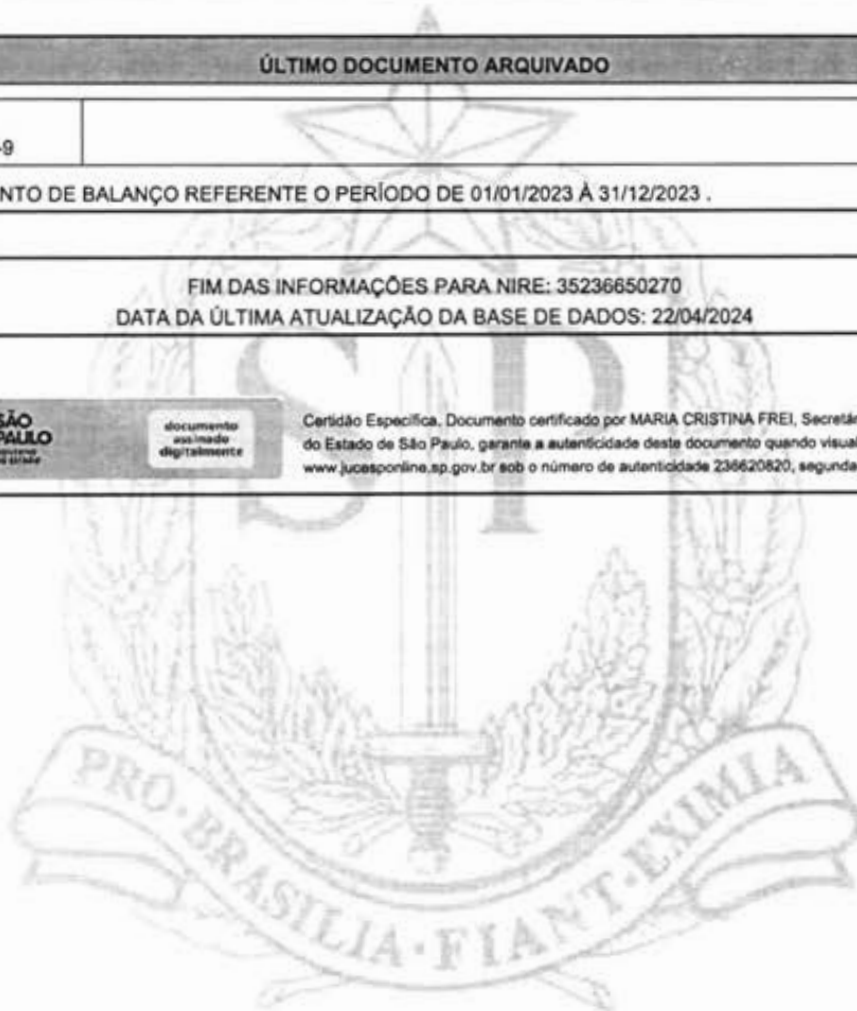 ÚLTIMO DOCUMENTO ARQUIVADO
-9
NTO DE BALANÇO REFERENTE O PERÍODO DE 01/01/2023 À 31/12/2023 .
FIM DAS INFORMAÇÕES PARA NIRE: 35236650270
DATA DA ÚLTIMA ATUALIZAÇÃO DA BASE DE DADOS: 22/04/2024
SÃO
PAULO
documento
assinado
digitalmente
Certidão Específica. Documento certificado por MARIA CRISTINA FREI, Secretár
do Estado de São Paulo, garante a autenticidade deste documento quando visual
www.jucesponline.sp.gov.br sob o número de autenticidade 236620820, segunda
SP
PRO·BRASILIA·FIANT·EXIMIA